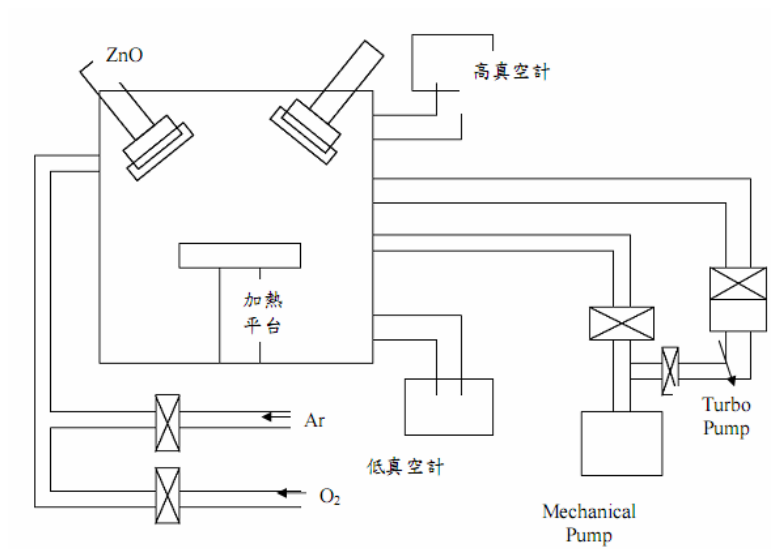 ZnO
高真空計
加熱
平台
Ar
Turbo
Pump
低真空計
O₂
Mechanical
Pump